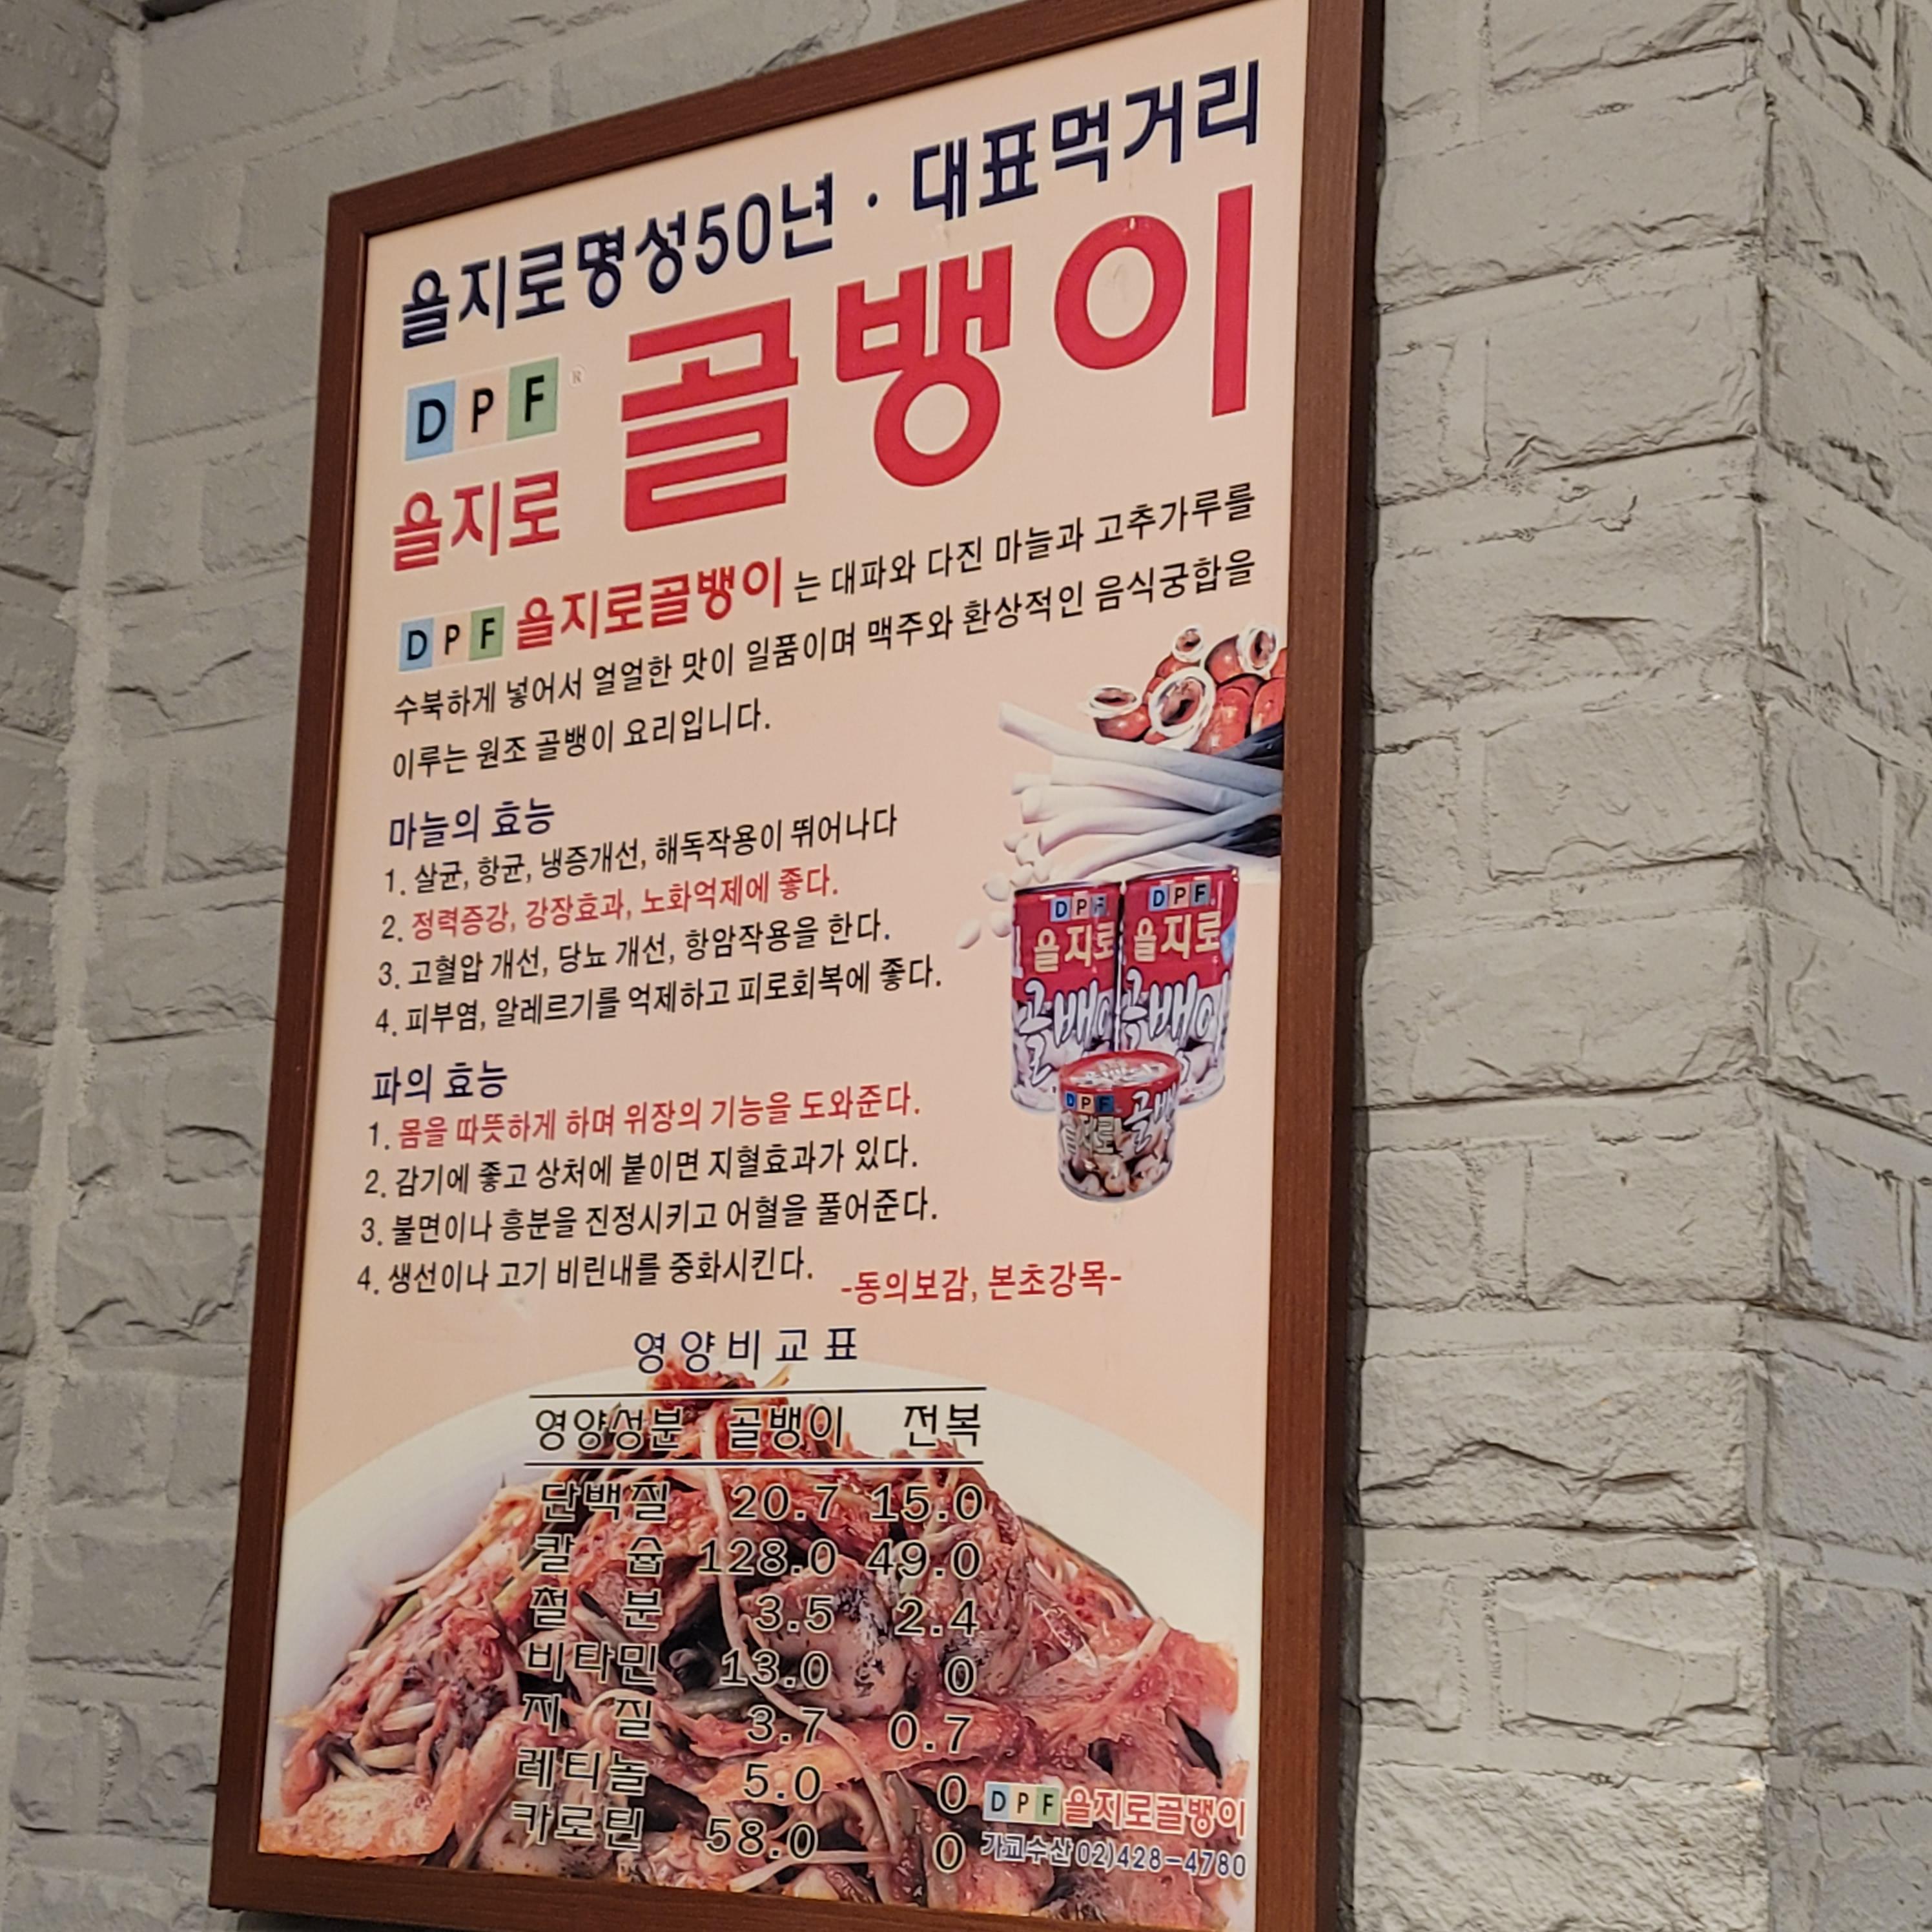 을지로명성50년 · 대표먹거리
DPF®
을지로 골뱅이
DPF 을지로골뱅이는 대파와 다진 마늘과 고추가루를
수북하게 넣어서 얼얼한 맛이 일품이며 맥주와 환상적인 음식궁합을
이루는 원조 골뱅이 요리입니다.
마늘의 효능
1. 살균, 항균, 냉증개선, 해독작용이 뛰어나다
2. 정력증강, 강장효과, 노화억제에 좋다.
3. 고혈압 개선, 당뇨 개선, 항암작용을 한다.
4. 피부염, 알레르기를 억제하고 피로회복에 좋다.
DPF DPF
을지로 을지로
골뱅이 골뱅이
DPF 골뱅
파의 효능
1. 몸을 따뜻하게 하며 위장의 기능을 도와준다.
2. 감기에 좋고 상처에 붙이면 지혈효과가 있다.
3. 불면이나 흥분을 진정시키고 어혈을 풀어준다.
4. 생선이나 고기 비린내를 중화시킨다.
-동의보감, 본초강목-
영양비교표
영양성분 골뱅이 전복
단백질 20.7 15.0
칼슘 128.0 49.0
철분 3.5 2.4
비타민 13.0 0
지질 3.7 0.7
레티놀 5.0 0
카로틴 58.0 0
DPF 을지로골뱅이
가교수산 02)428-4780